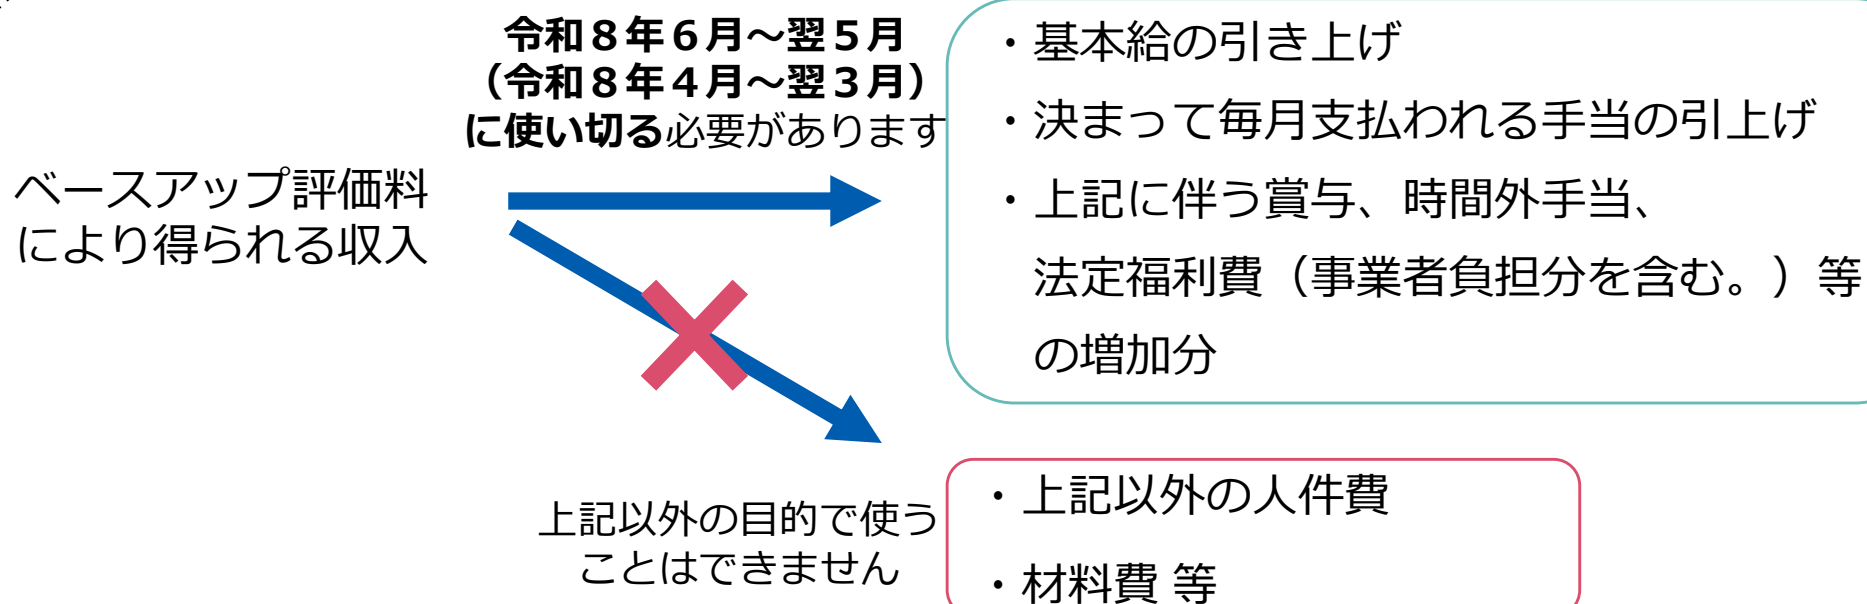 ベースアップ評価料
により得られる収入
令和８年６月～翌５月
（令和８年４月～翌３月）
に使い切る必要があります
・基本給の引き上げ
・決まって毎月支払われる手当の引上げ
・上記に伴う賞与、時間外手当、
法定福利費（事業者負担分を含む。）等
の増加分
上記以外の目的で使う
ことはできません
・上記以外の人件費
・材料費 等